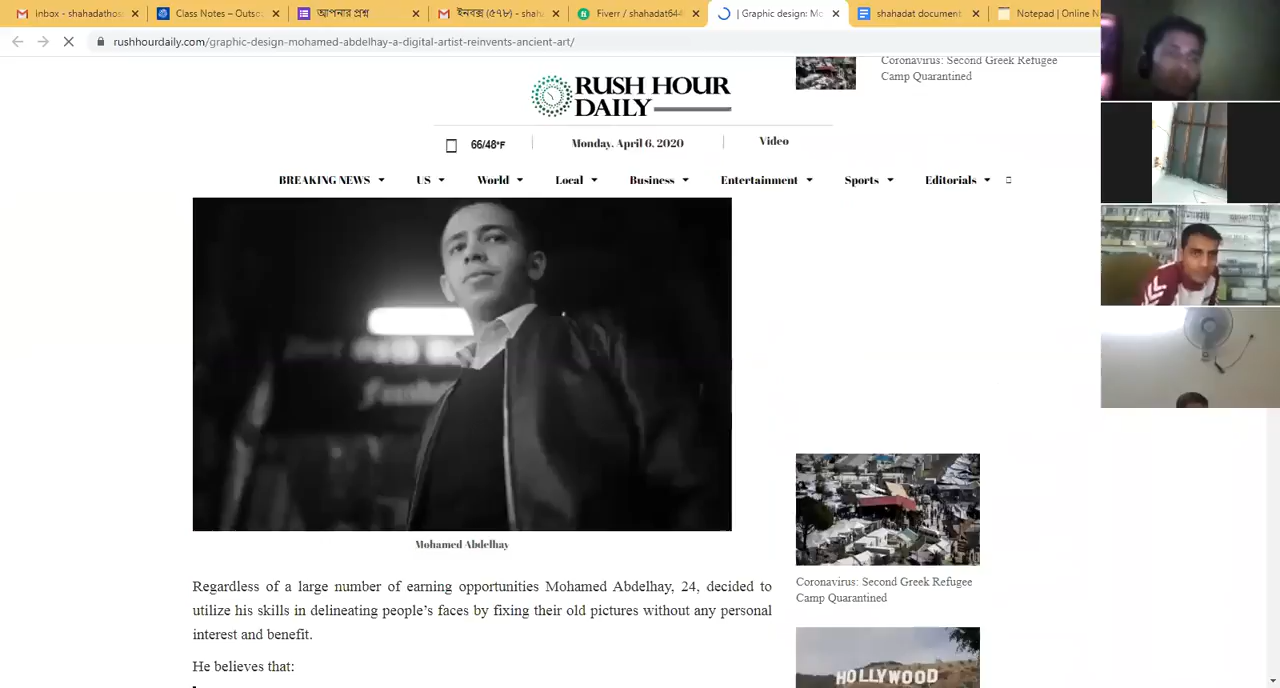 Inbox (5) - shahadathos
Class Notes – Outso
আপনার প্রশ্ন
ইনবক্স (৫৭৮) - shaha
Fiverr / shahadat644
| Graphic design: Mo
shahadat document
Notepad | Online N
rushhourdaily.com/graphic-design-mohamed-abdelhay-a-digital-artist-reinvents-ancient-art/
Coronavirus: Second Greek Refugee
Camp Quarantined
RUSH HOUR
DAILY
66/48°F
Monday, April 6, 2020
Video
BREAKING NEWS
US
World
Local
Business
Entertainment
Sports
Editorials
Mohamed Abdelhay
Regardless of a large number of earning opportunities Mohamed Abdelhay, 24, decided to
utilize his skills in delineating people’s faces by fixing their old pictures without any personal
interest and benefit.
He believes that:
Coronavirus: Second Greek Refugee
Camp Quarantined
HOLLYWOOD